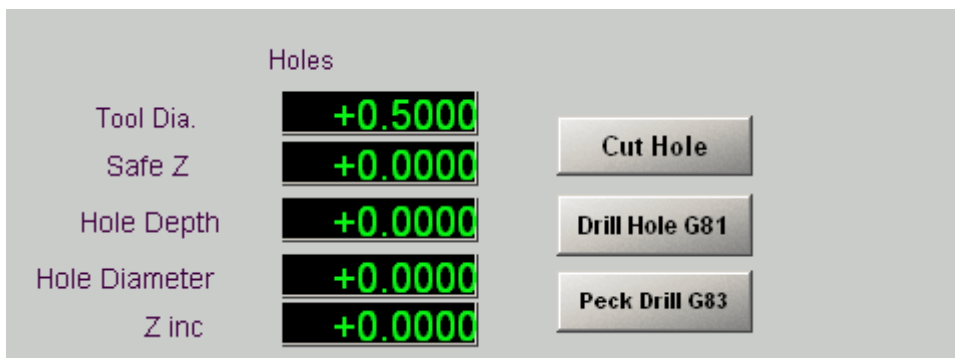 Holes
Tool Dia. +0.5000
Safe Z +0.0000
Cut Hole
Hole Depth +0.0000
Drill Hole G81
Hole Diameter +0.0000
Z inc +0.0000
Peck Drill G83